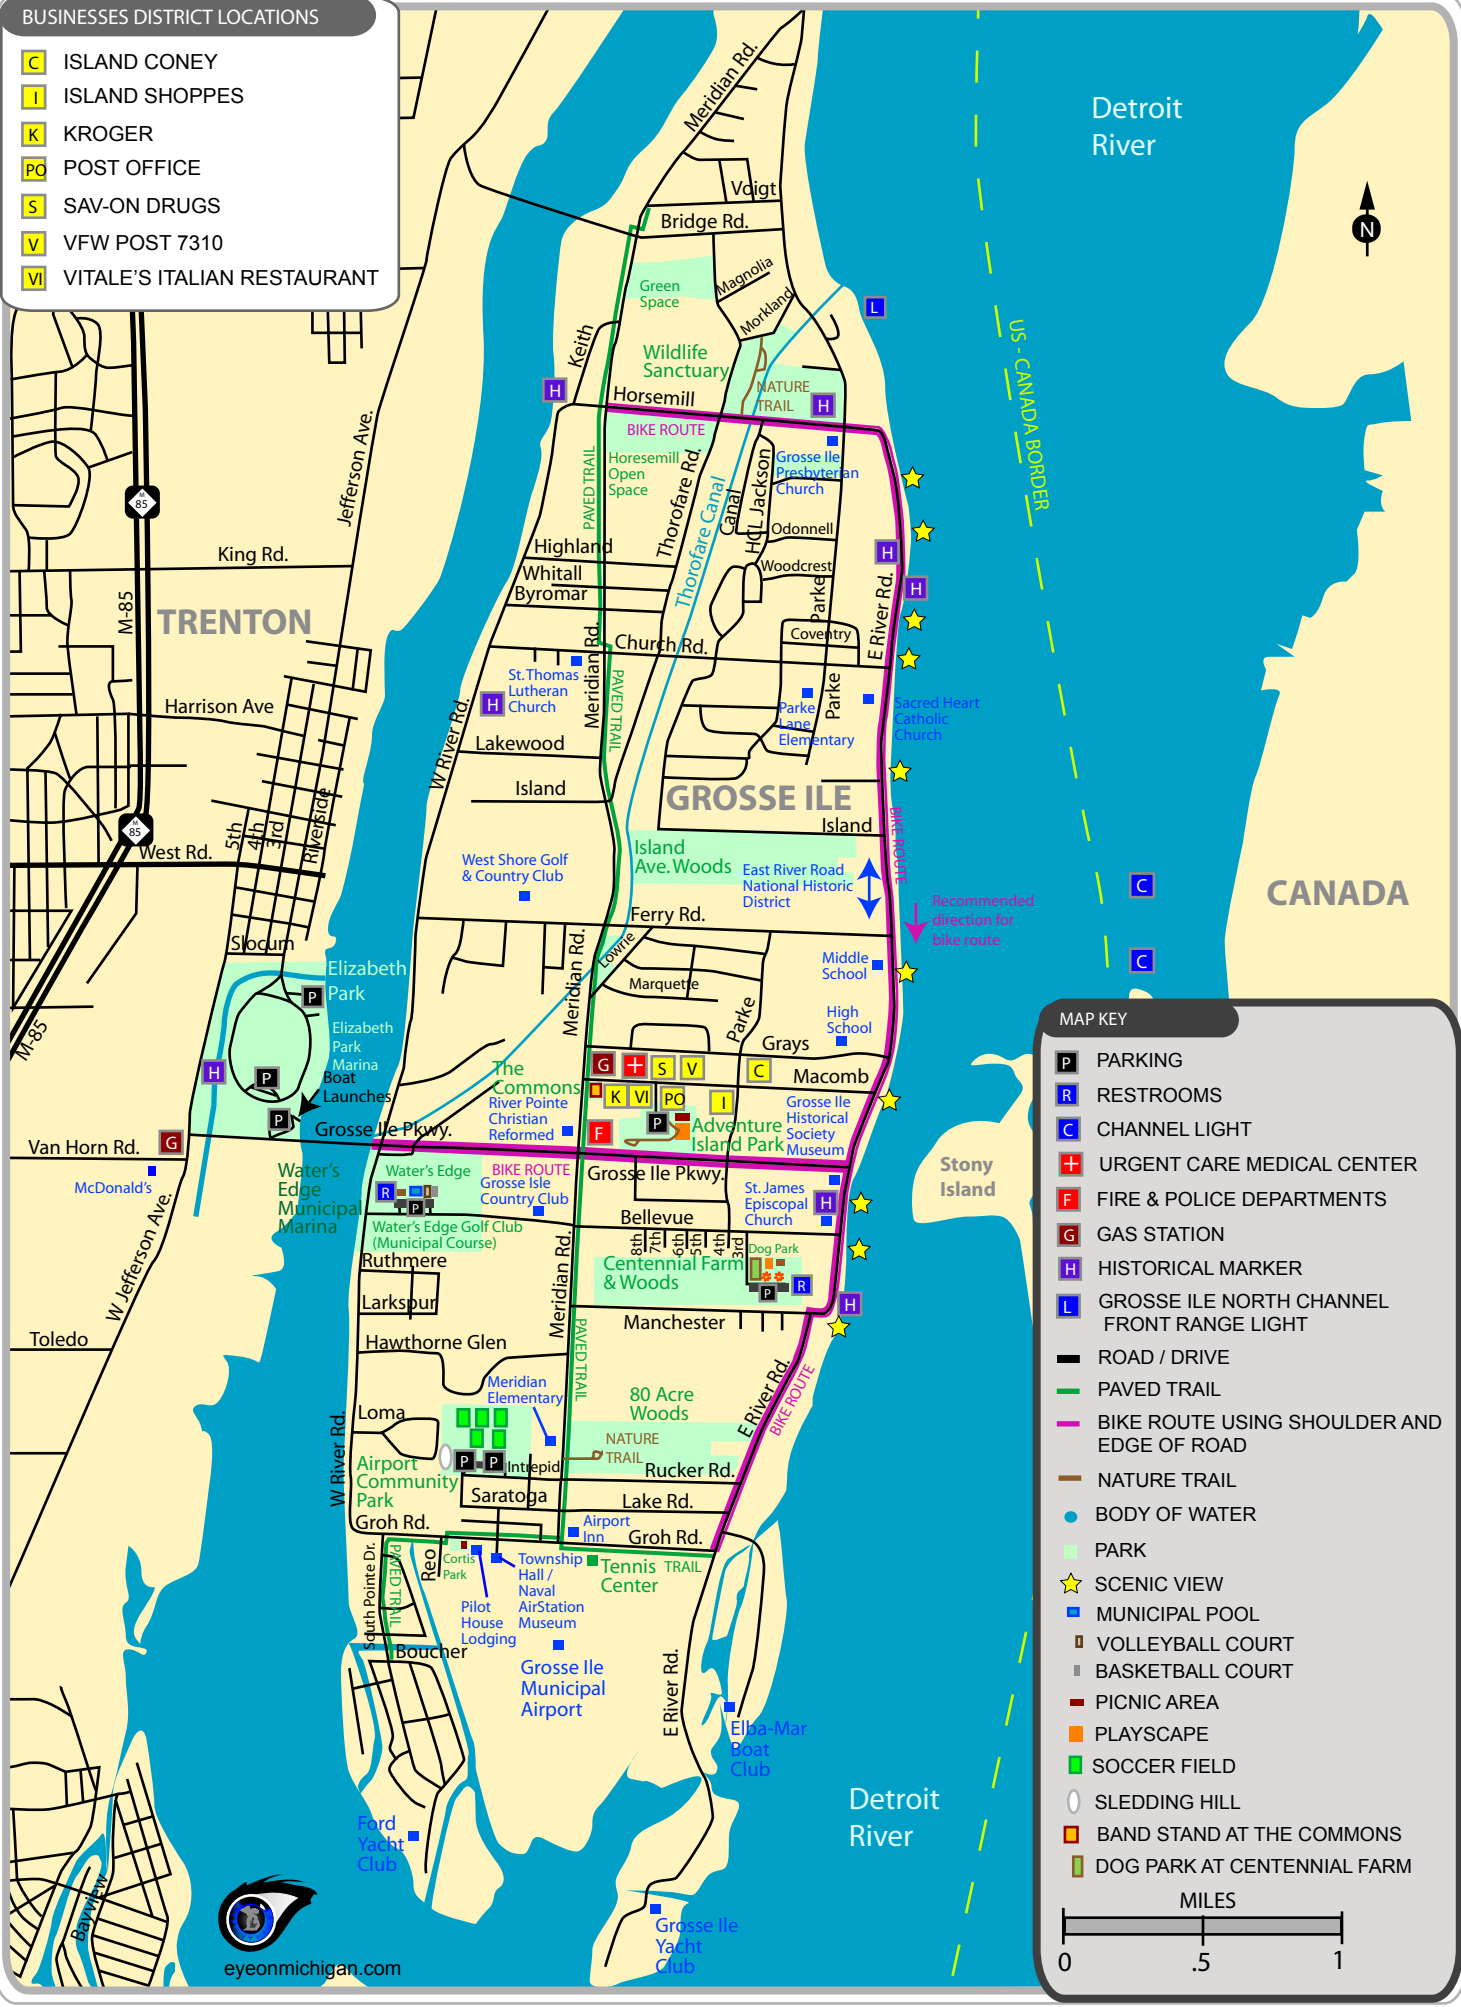 BUSINESSES DISTRICT LOCATIONS
C ISLAND CONEY
I ISLAND SHOPPES
K KROGER
PO POST OFFICE
S SAV-ON DRUGS
V VFW POST 7310
VI VITALE'S ITALIAN RESTAURANT
Detroit
River
N
Meridian Rd.
Voigt
Bridge Rd.
Magnolia
Morkland
Green
Space
L
US - CANADA BORDER
Keith
Wildlife
Sanctuary
H
Horsemill
NATURE
TRAIL
H
BIKE ROUTE
Jefferson Ave.
PAVED TRAIL
Horesemill
Open
Space
Thorofare Rd.
Thorofare Canal
Canal
HCL Jackson
Grosse Ile
Presbyterian
Church
M
85
Odonnell
King Rd.
Highland
Whitall
Byromar
Woodcrest
H
H
M-85
TRENTON
Parke
E River Rd.
Coventry
Church Rd.
Meridian Rd.
PAVED TRAIL
St. Thomas
Lutheran
Church
H
Harrison Ave
Parke
Parke
Lane
Elementary
Sacred Heart
Catholic
Church
W River Rd.
Lakewood
Island
GROSSE ILE
Island
BIKE ROUTE
M
85
5th
4th
3rd
Riverside
West Rd.
West Shore Golf
& Country Club
Island
Ave. Woods
East River Road
National Historic
District
C
CANADA
Recommended
direction for
bike route
Ferry Rd.
Slocum
Lowrie
C
Elizabeth
Park
P
Meridian Rd.
Marquette
Middle
School
Parke
High
School
M-85
Elizabeth
Park
Marina
Grays
H
P
Boat
Launches
The
Commons
G
S
V
C
Macomb
K
VI
PO
I
P
River Pointe
Christian
Reformed
F
P
Adventure
Island Park
Grosse Ile
Historical
Society
Museum
G
Van Horn Rd.
Grosse Ile Pkwy.
McDonald's
Water's
Edge
Municipal
Marina
Water's Edge
BIKE ROUTE
Grosse Isle
Country Club
Grosse Ile Pkwy.
Stony
Island
R
P
St. James
Episcopal
Church
H
W Jefferson Ave.
Water's Edge Golf Club
(Municipal Course)
Bellevue
8th
7th
6th
5th
4th
3rd
Dog Park
Ruthmere
Meridian Rd.
Centennial Farm
& Woods
P
R
H
Larkspur
Manchester
Toledo
Hawthorne Glen
PAVED TRAIL
E River Rd.
BIKE ROUTE
Meridian
Elementary
80 Acre
Woods
Loma
W River Rd.
NATURE
TRAIL
P
P
Intrepid
Rucker Rd.
Airport
Community
Park
Saratoga
Lake Rd.
Groh Rd.
Airport
Inn
Groh Rd.
South Pointe Dr.
PAVED TRAIL
Reo
Cortis
Park
Township
Hall /
Naval
AirStation
Museum
Tennis
Center
TRAIL
Pilot
House
Lodging
Boucher
Grosse Ile
Municipal
Airport
E River Rd.
Elba-Mar
Boat
Club
Detroit
River
Ford
Yacht
Club
Bayview
Grosse Ile
Yacht
Club
eyeonmichigan.com
MAP KEY
P PARKING
R RESTROOMS
C CHANNEL LIGHT
+ URGENT CARE MEDICAL CENTER
F FIRE & POLICE DEPARTMENTS
G GAS STATION
H HISTORICAL MARKER
L GROSSE ILE NORTH CHANNEL
FRONT RANGE LIGHT
ROAD / DRIVE
PAVED TRAIL
BIKE ROUTE USING SHOULDER AND
EDGE OF ROAD
NATURE TRAIL
BODY OF WATER
PARK
SCENIC VIEW
MUNICIPAL POOL
VOLLEYBALL COURT
BASKETBALL COURT
PICNIC AREA
PLAYSCAPE
SOCCER FIELD
SLEDDING HILL
BAND STAND AT THE COMMONS
DOG PARK AT CENTENNIAL FARM
MILES
0 .5 1